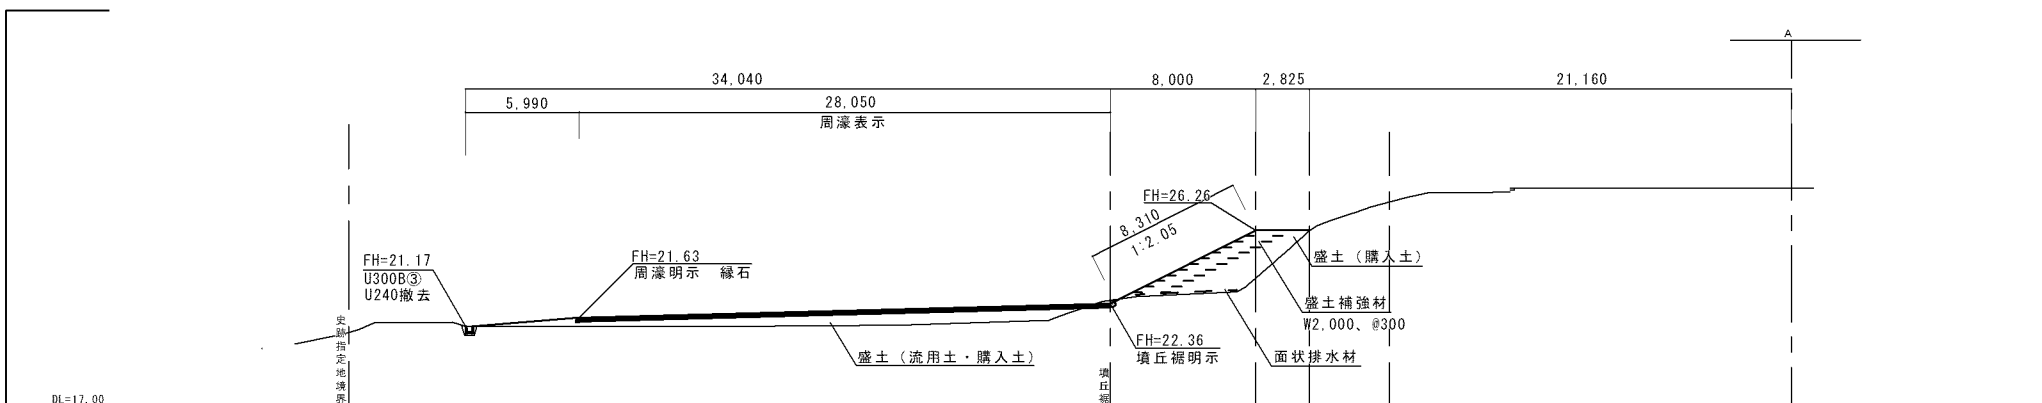 A
34,040
8,000
2,825
21,160
5,990
28,050
周濠表示
FH=26.26
8,310
1:2.05
FH=21.17
U300B③
U240撤去
FH=21.63
周濠明示 縁石
盛土（購入土）
盛土補強材
W2,000、@300
史跡指定地境界
盛土（流用土・購入土）
FH=22.36
墳丘裾明示
面状排水材
墳丘裾
DL=17.00